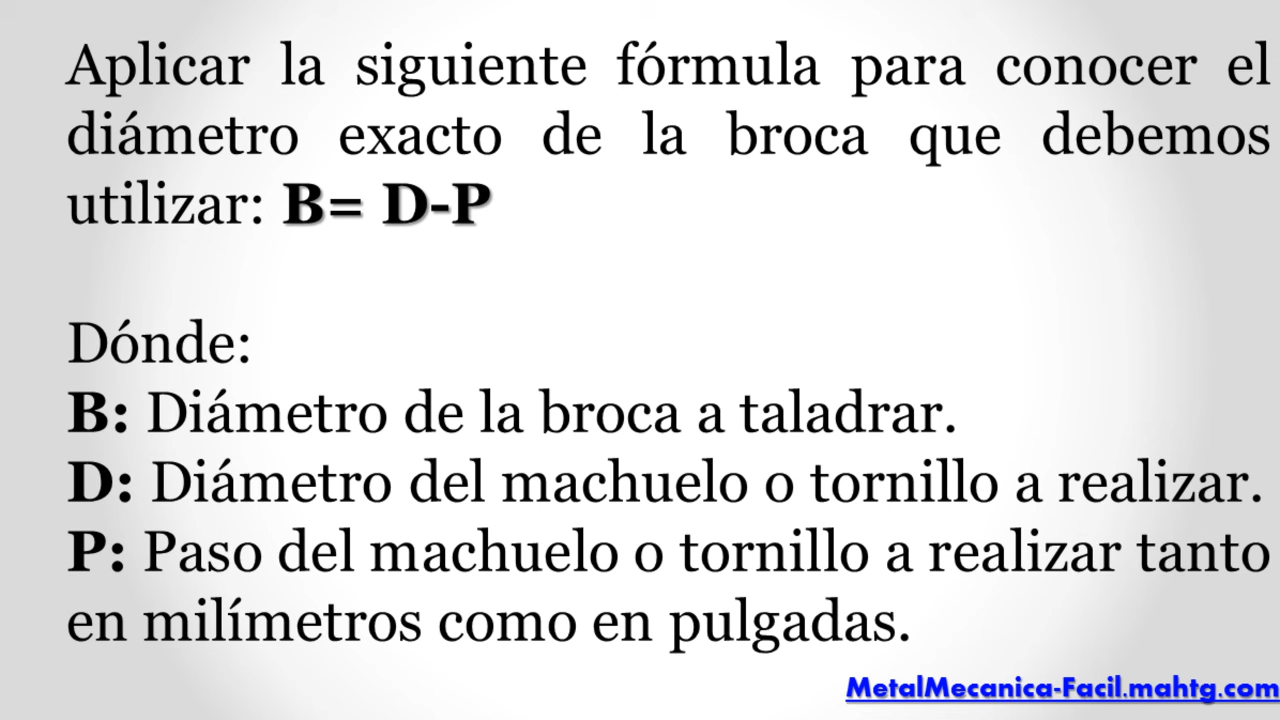 Aplicar la siguiente fórmula para conocer el
diámetro exacto de la broca que debemos
utilizar: B= D-P
Dónde:
B: Diámetro de la broca a taladrar.
D: Diámetro del machuelo o tornillo a realizar.
P: Paso del machuelo o tornillo a realizar tanto
en milímetros como en pulgadas.
MetalMecanica-Facil.mahtg.com